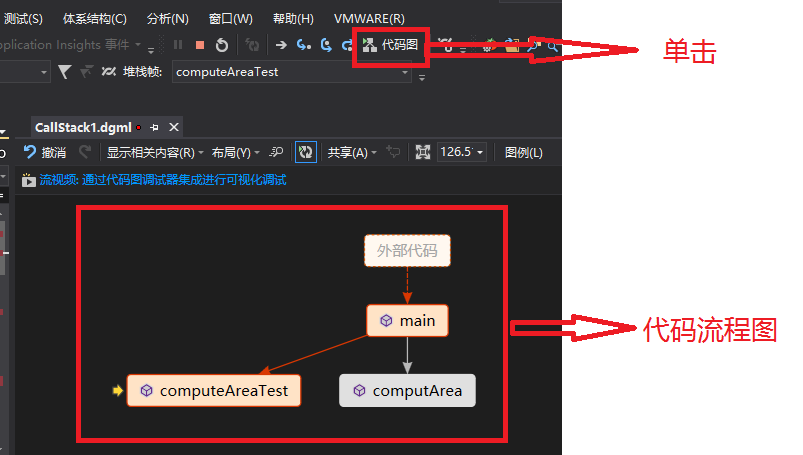 测试(S) 体系结构(C) 分析(N) 窗口(W) 帮助(H) VMWARE(R)
pplication Insights 事件 代码图 单击
堆栈帧: computeAreaTest
CallStack1.dgml
撤消 显示相关内容(R) 布局(Y) 共享(A) 126.5 图例(L)
流视频: 通过代码图调试器集成进行可视化调试
外部代码
main
代码流程图
computeAreaTest computArea